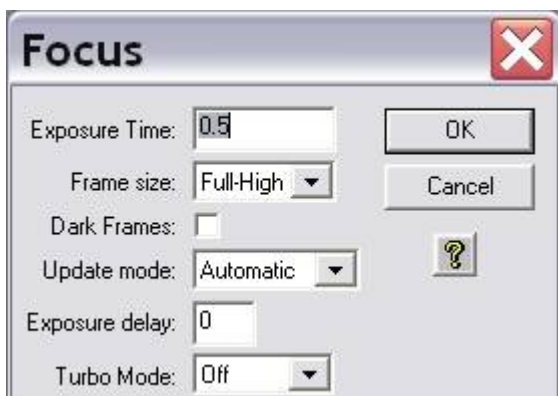 Focus
Exposure Time: 0.5
OK
Frame size: Full-High
Cancel
Dark Frames:
Update mode: Automatic
?
Exposure delay: 0
Turbo Mode: Off